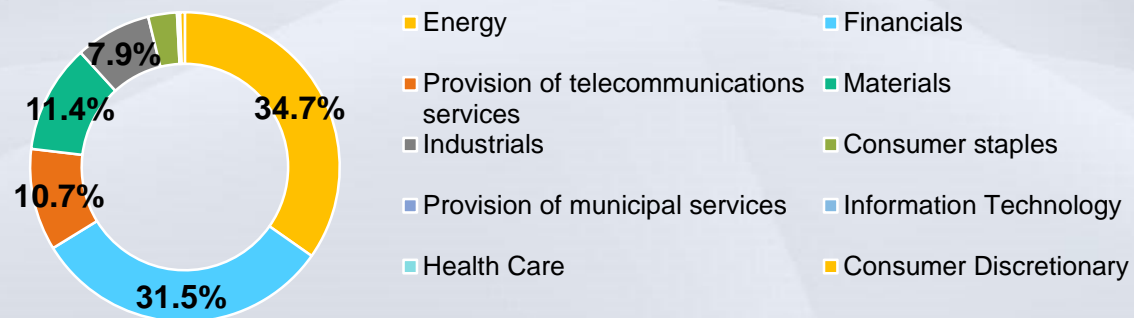 7.9%
11.4%
34.7%
10.7%
31.5%
Energy
Financials
Provision of telecommunications
services
Materials
Industrials
Consumer staples
Provision of municipal services
Information Technology
Health Care
Consumer Discretionary